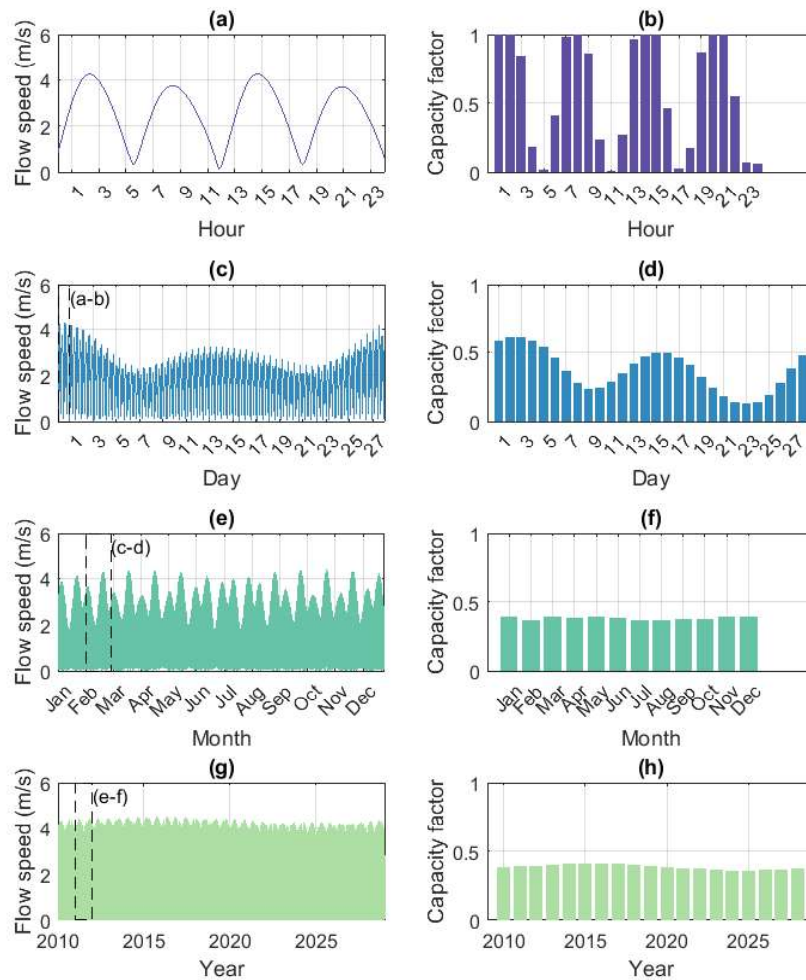 (a)
Flow speed (m/s)
6
4
2
0
1 3 5 7 9 11 13 15 17 19 21 23
Hour
(b)
Capacity factor
1
0.5
0
1 3 5 7 9 11 13 15 17 19 21 23
Hour
(c)
Flow speed (m/s)
6
4
2
0
(a-b)
1 3 5 7 9 11 13 15 17 19 21 23 25 27
Day
(d)
Capacity factor
1
0.5
0
1 3 5 7 9 11 13 15 17 19 21 23 25 27
Day
(e)
Flow speed (m/s)
6
4
2
0
(c-d)
Jan Feb Mar Apr May Jun Jul Aug Sep Oct Nov Dec
Month
(f)
Capacity factor
1
0.5
0
Jan Feb Mar Apr May Jun Jul Aug Sep Oct Nov Dec
Month
(g)
Flow speed (m/s)
6
4
2
0
(e-f)
2010 2015 2020 2025
Year
(h)
Capacity factor
1
0.5
0
2010 2015 2020 2025
Year